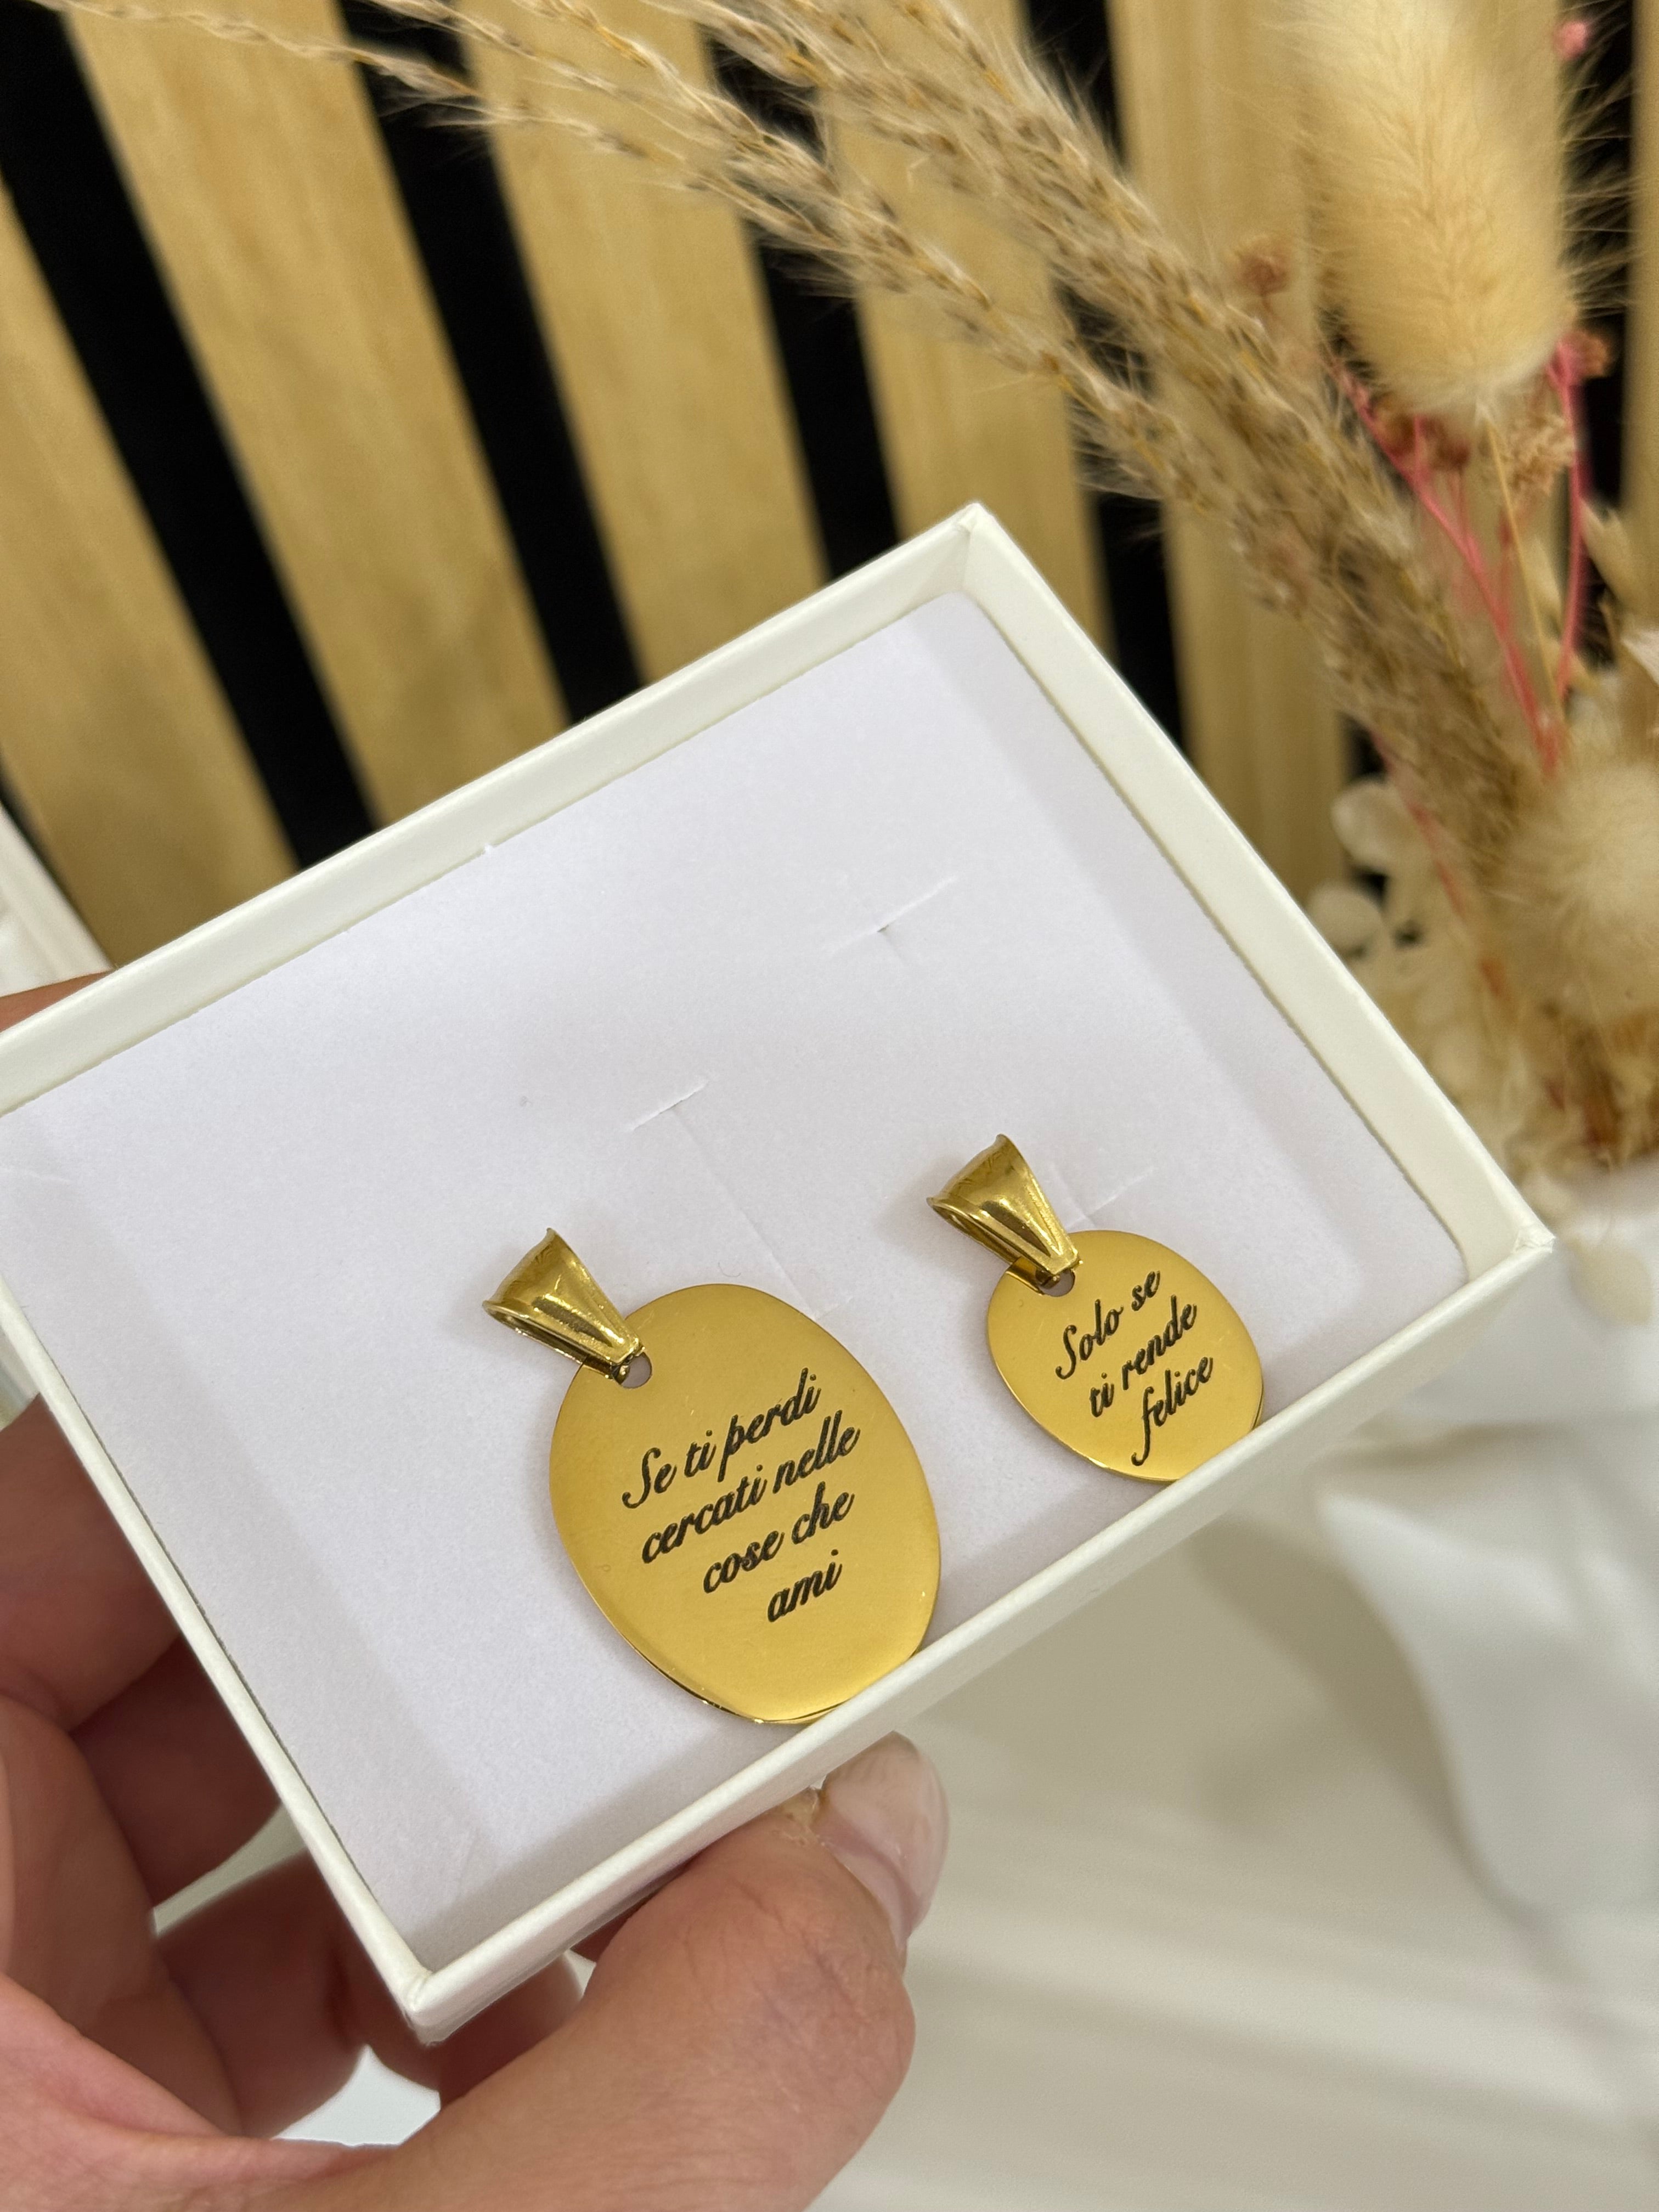 Se ti perdi
cercati nelle
cose che
ami
Solo se
ti rende
felice